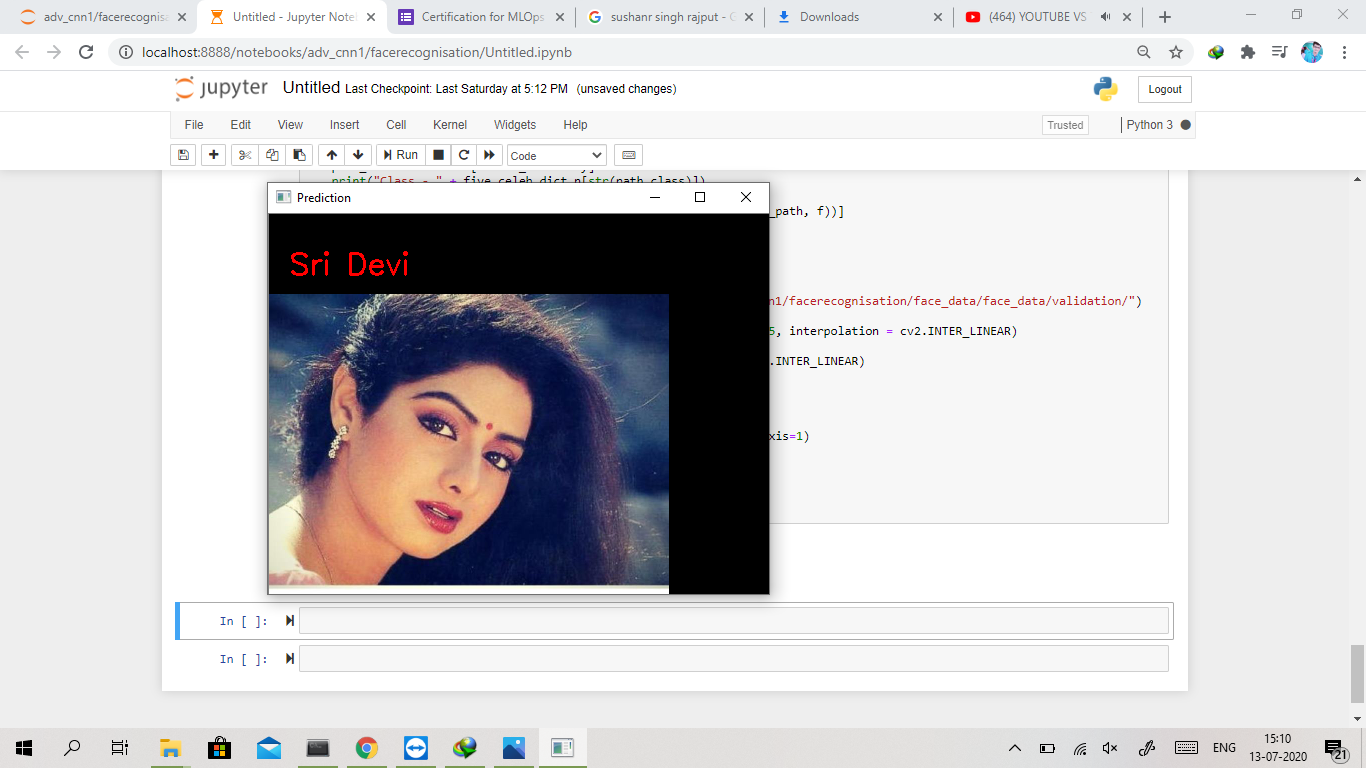 adv_cnn1/facerecognisa
Untitled - Jupyter Note
Certification for MLOps
sushanr singh rajput - G
Downloads
(464) YOUTUBE VS
localhost:8888/notebooks/adv_cnn1/facerecognisation/Untitled.ipynb
jupyter Untitled Last Checkpoint: Last Saturday at 5:12 PM (unsaved changes)
Logout
File Edit View Insert Cell Kernel Widgets Help
Trusted
Python 3
Run
Code
print("Class - " + five_celeb_dict_n[str(path_class)])
Prediction
_path, f))]
Sri Devi
n1/facerecognisation/face_data/face_data/validation/")
5, interpolation = cv2.INTER_LINEAR)
.INTER_LINEAR)
xis=1)
In [ ]:
In [ ]:
ENG
15:10
13-07-2020
21